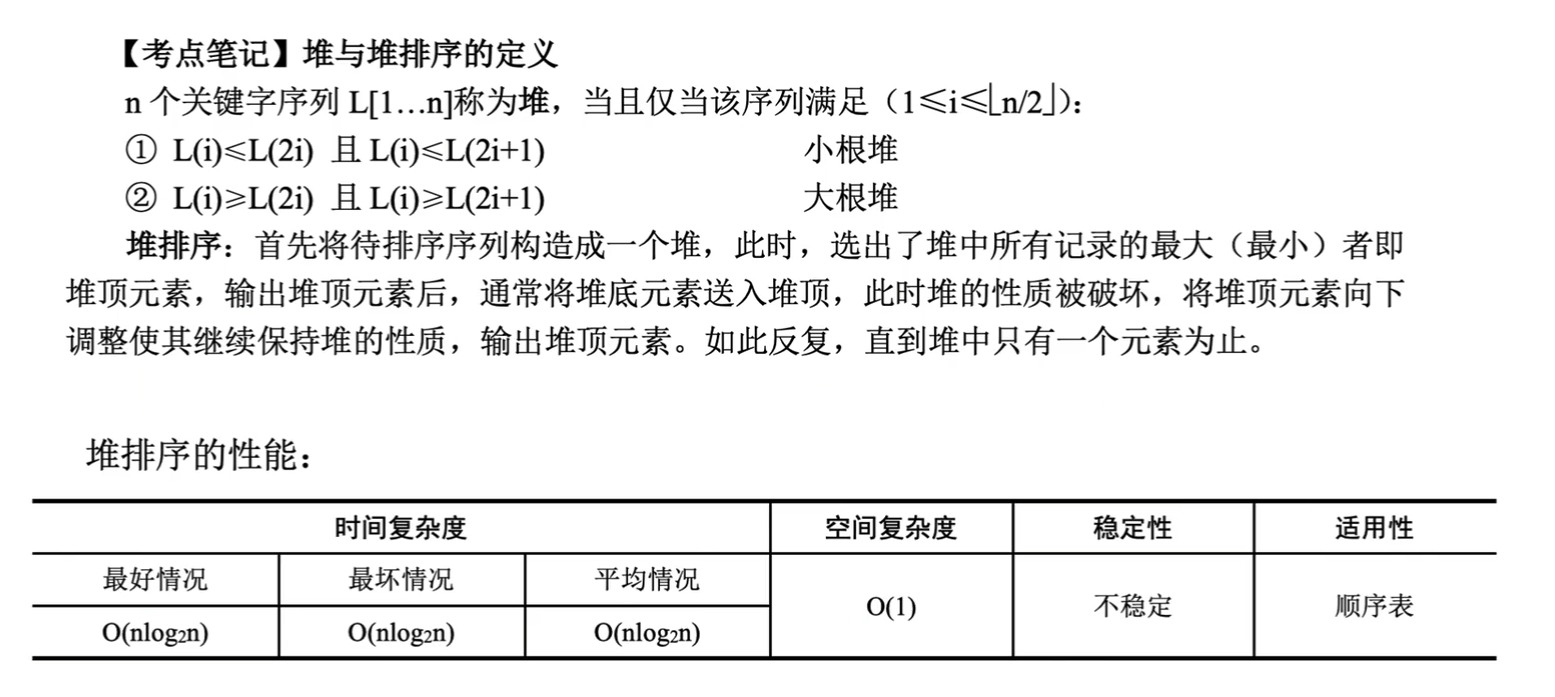 【考点笔记】堆与堆排序的定义
n 个关键字序列 L[1…n]称为堆，当且仅当该序列满足（1≤i≤⌊n/2⌋）：
① L(i)≤L(2i) 且 L(i)≤L(2i+1) 小根堆
② L(i)≥L(2i) 且 L(i)≥L(2i+1) 大根堆
堆排序：首先将待排序序列构造成一个堆，此时，选出了堆中所有记录的最大（最小）者即
堆顶元素，输出堆顶元素后，通常将堆底元素送入堆顶，此时堆的性质被破坏，将堆顶元素向下
调整使其继续保持堆的性质，输出堆顶元素。如此反复，直到堆中只有一个元素为止。
堆排序的性能：
时间复杂度 空间复杂度 稳定性 适用性
最好情况 最坏情况 平均情况
O(1) 不稳定 顺序表
O(nlog₂n) O(nlog₂n) O(nlog₂n)